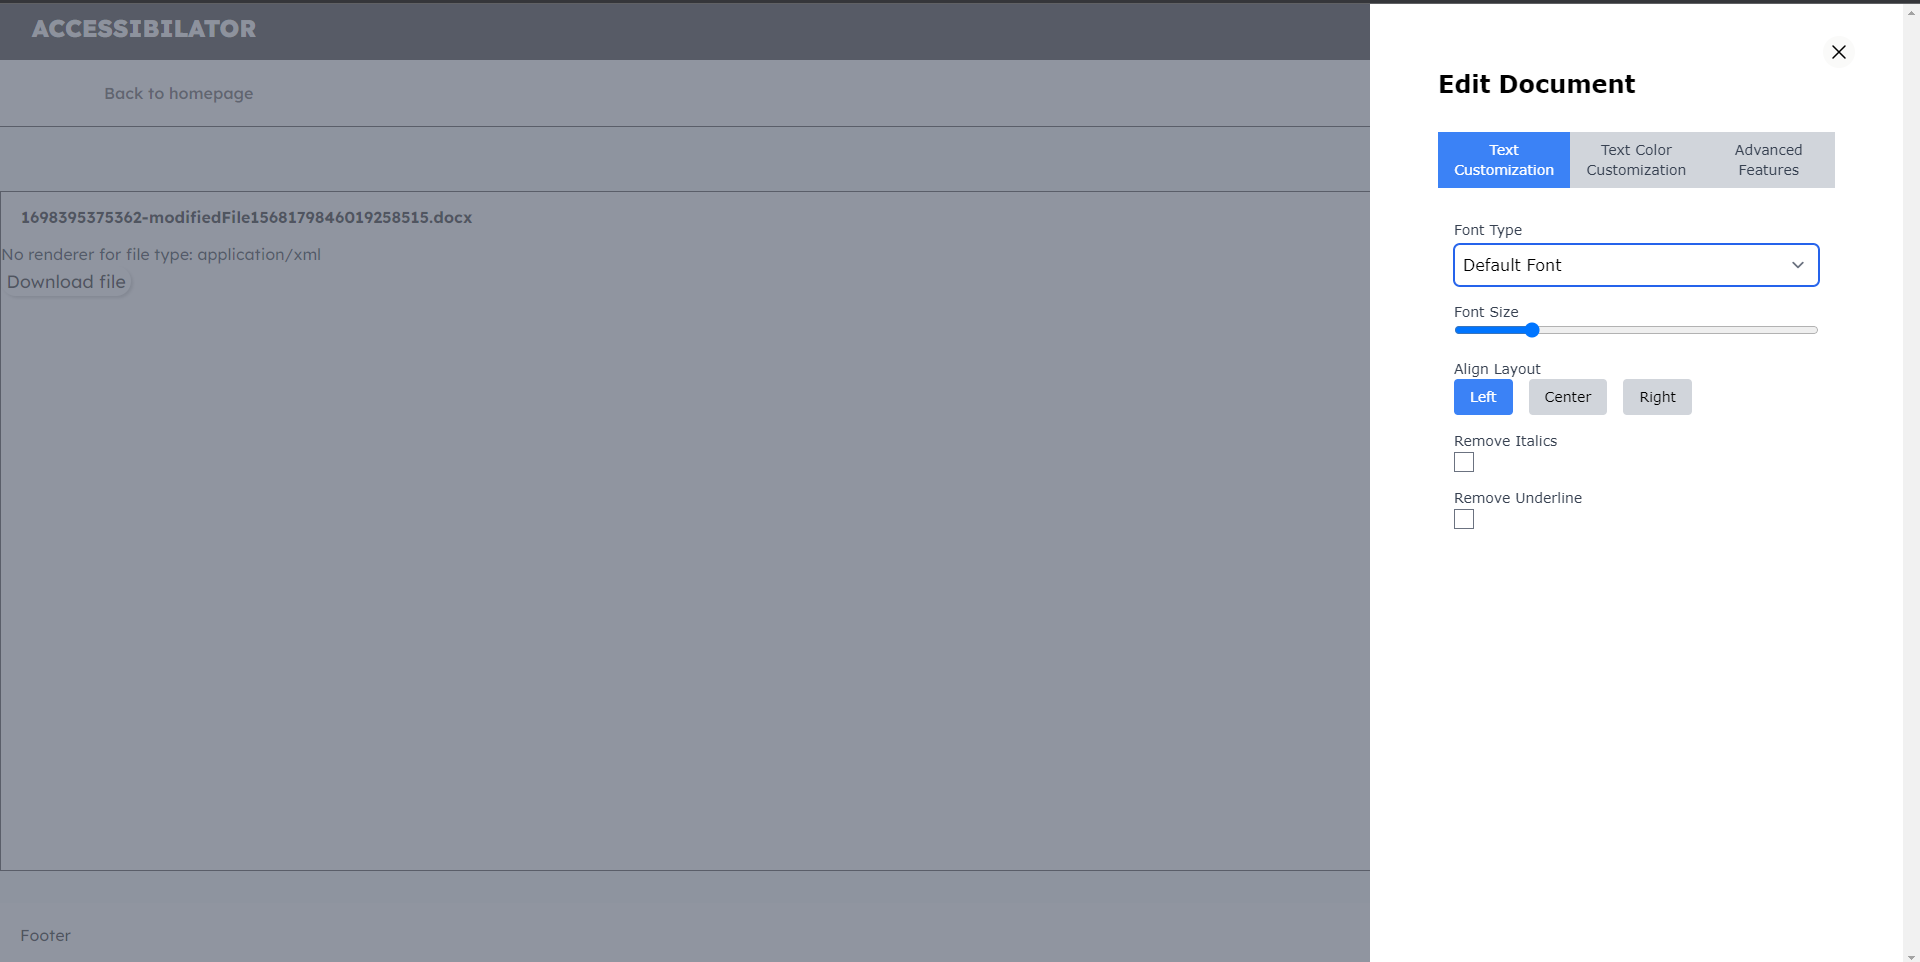 ACCESSIBILATOR
Back to homepage
1698395375362-modifiedFile1568179846019258515.docx
No renderer for file type: application/xml
Download file
Footer
Edit Document
Text
Customization
Text Color
Customization
Advanced
Features
Font Type
Default Font
Font Size
Align Layout
Left
Center
Right
Remove Italics
Remove Underline